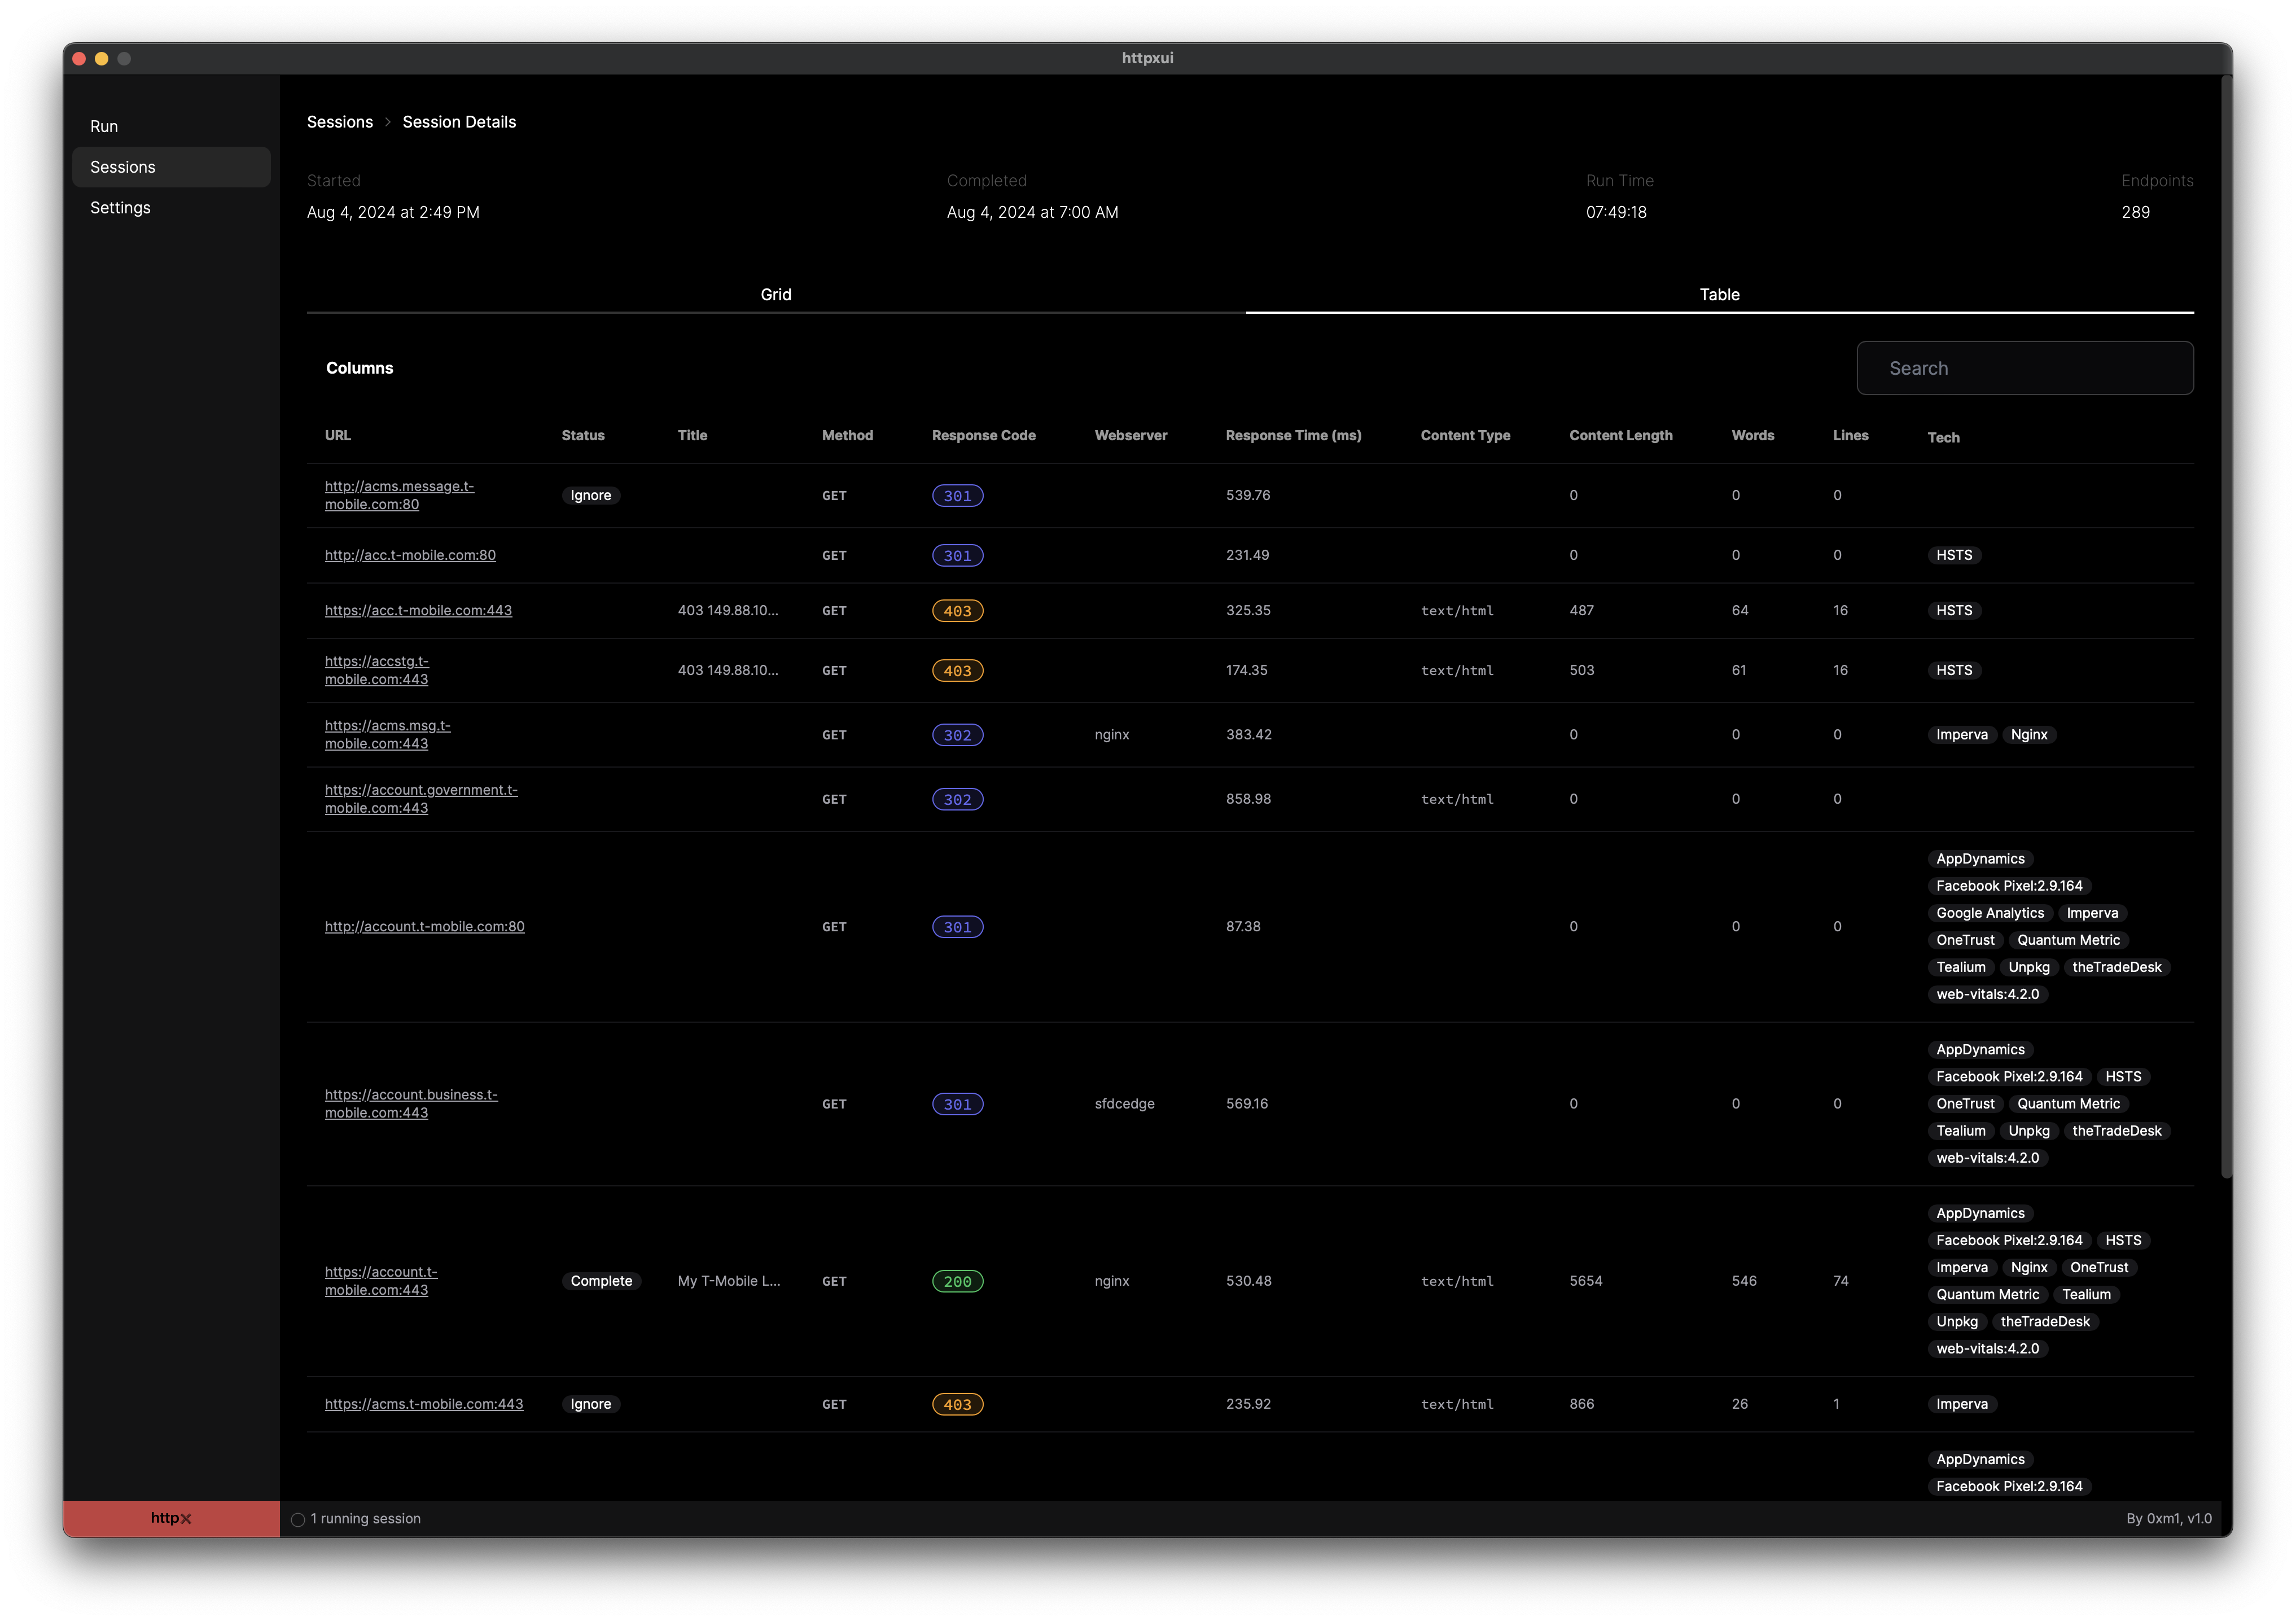 httpxui
Run
Sessions
Settings
Sessions > Session Details
Started Completed Run Time Endpoints
Aug 4, 2024 at 2:49 PM Aug 4, 2024 at 7:00 AM 07:49:18 289
Grid Table
Columns Search
URL Status Title Method Response Code Webserver Response Time (ms) Content Type Content Length Words Lines Tech
http://acms.message.t-
mobile.com:80 Ignore GET 301 539.76 0 0 0
http://acc.t-mobile.com:80 GET 301 231.49 0 0 0 HSTS
https://acc.t-mobile.com:443 403 149.88.10... GET 403 325.35 text/html 487 64 16 HSTS
https://accstg.t-
mobile.com:443 403 149.88.10... GET 403 174.35 text/html 503 61 16 HSTS
https://acms.msg.t-
mobile.com:443 GET 302 nginx 383.42 0 0 0 Imperva Nginx
https://account.government.t-
mobile.com:443 GET 302 858.98 text/html 0 0 0
http://account.t-mobile.com:80 GET 301 87.38 0 0 0
AppDynamics
Facebook Pixel:2.9.164
Google Analytics Imperva
OneTrust Quantum Metric
Tealium Unpkg theTradeDesk
web-vitals:4.2.0
https://account.business.t-
mobile.com:443 GET 301 sfdcedge 569.16 0 0 0
AppDynamics
Facebook Pixel:2.9.164 HSTS
OneTrust Quantum Metric
Tealium Unpkg theTradeDesk
web-vitals:4.2.0
https://account.t-
mobile.com:443 Complete My T-Mobile L... GET 200 nginx 530.48 text/html 5654 546 74
AppDynamics
Facebook Pixel:2.9.164 HSTS
Imperva Nginx OneTrust
Quantum Metric Tealium
Unpkg theTradeDesk
web-vitals:4.2.0
https://acms.t-mobile.com:443 Ignore GET 403 235.92 text/html 866 26 1 Imperva
AppDynamics
Facebook Pixel:2.9.164
httpx 1 running session By 0xm1, v1.0